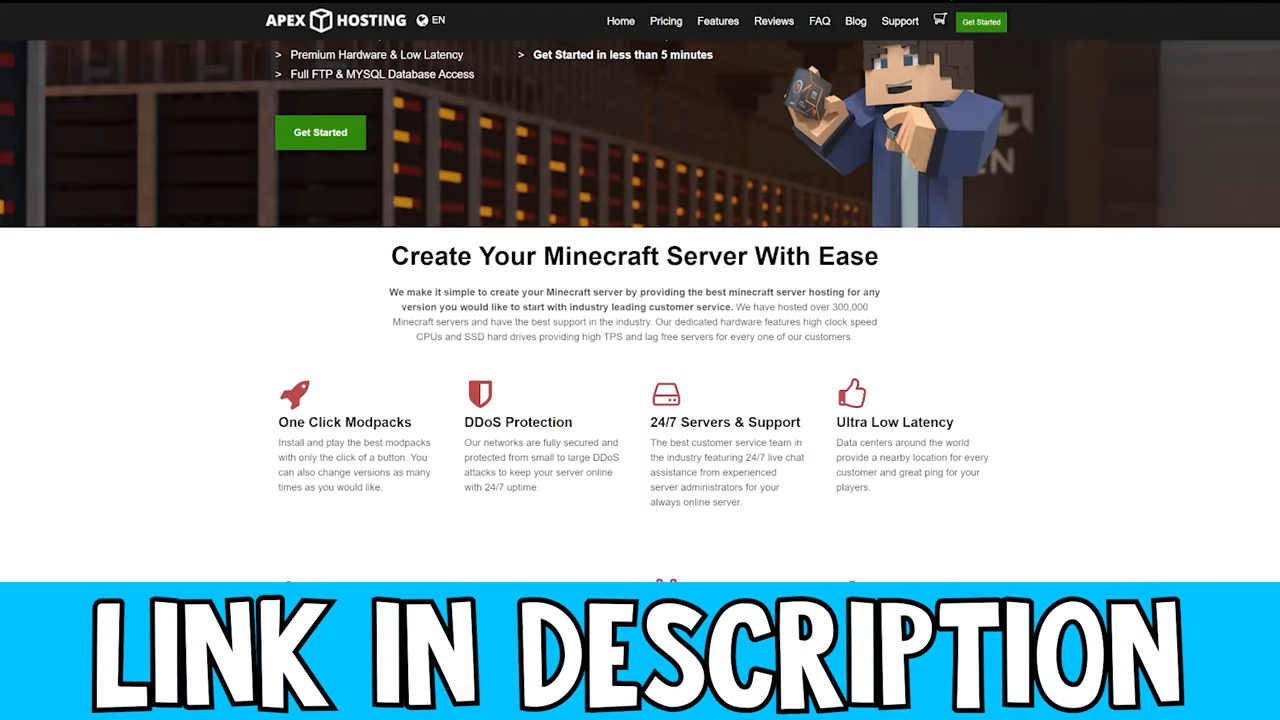 APEX HOSTING EN Home Pricing Features Reviews FAQ Blog Support Get Started
> Premium Hardware & Low Latency > Get Started in less than 5 minutes
> Full FTP & MYSQL Database Access
Get Started
Create Your Minecraft Server With Ease
We make it simple to create your Minecraft server by providing the best minecraft server hosting for any
version you would like to start with industry leading customer service. We have hosted over 300,000
Minecraft servers and have the best support in the industry. Our dedicated hardware features high clock speed
CPUs and SSD hard drives providing high TPS and lag free servers for every one of our customers.
One Click Modpacks
Install and play the best modpacks
with only the click of a button. You
can also change versions as many
times as you would like.
DDoS Protection
Our networks are fully secured and
protected from small to large DDoS
attacks to keep your server online
with 24/7 uptime.
24/7 Servers & Support
The best customer service team in
the industry featuring 24/7 live chat
assistance from experienced
server administrators for your
always online server.
Ultra Low Latency
Data centers around the world
provide a nearby location for every
customer and great ping for your
players.
LINK IN DESCRIPTION